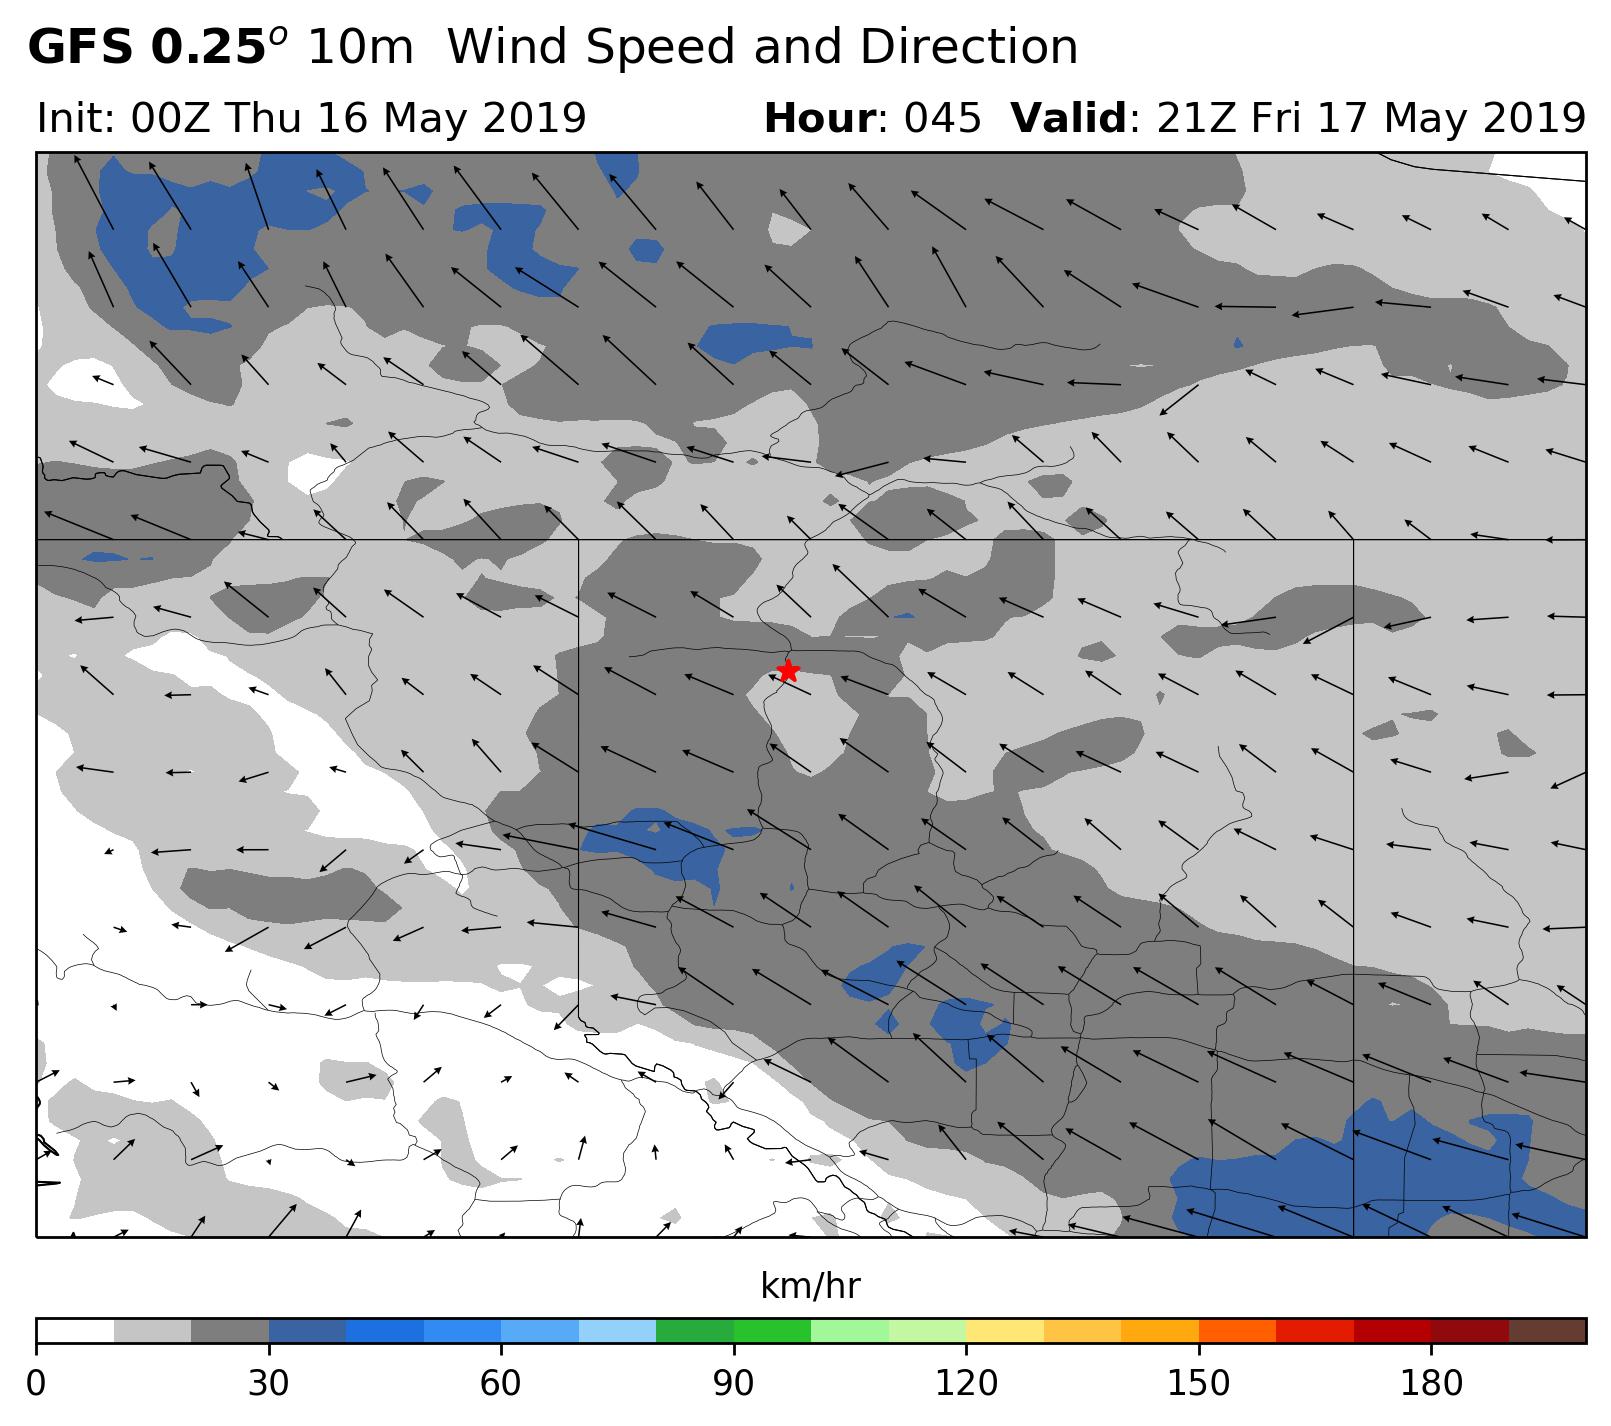 GFS 0.25° 10m Wind Speed and Direction
Init: 00Z Thu 16 May 2019 Hour: 045 Valid: 21Z Fri 17 May 2019
km/hr
0 30 60 90 120 150 180